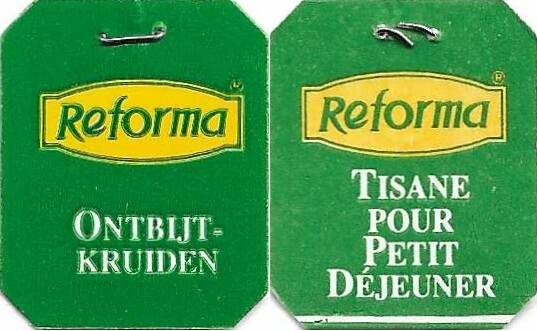 Reforma®
ONTBIJT-
KRUIDEN
Reforma®
TISANE
POUR
PETIT
DÉJEUNER